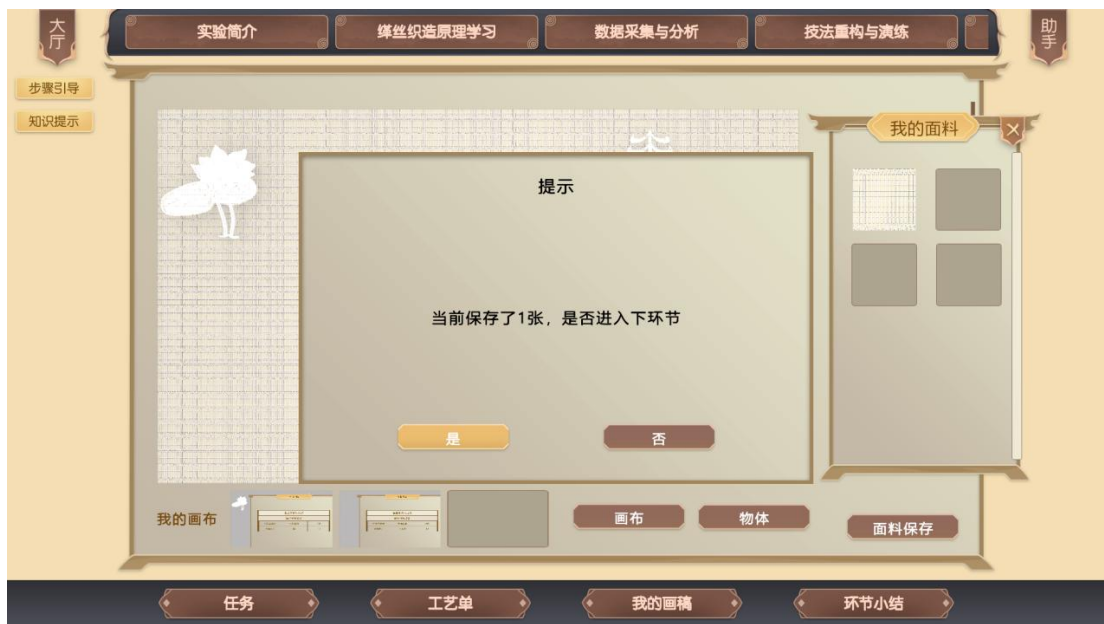 大厅
实验简介
缂丝织造原理学习
数据采集与分析
技法重构与演练
助手
步骤引导
知识提示
我的面料
提示
当前保存了1张，是否进入下环节
是
否
我的画布
画布
物体
面料保存
任务
工艺单
我的画稿
环节小结